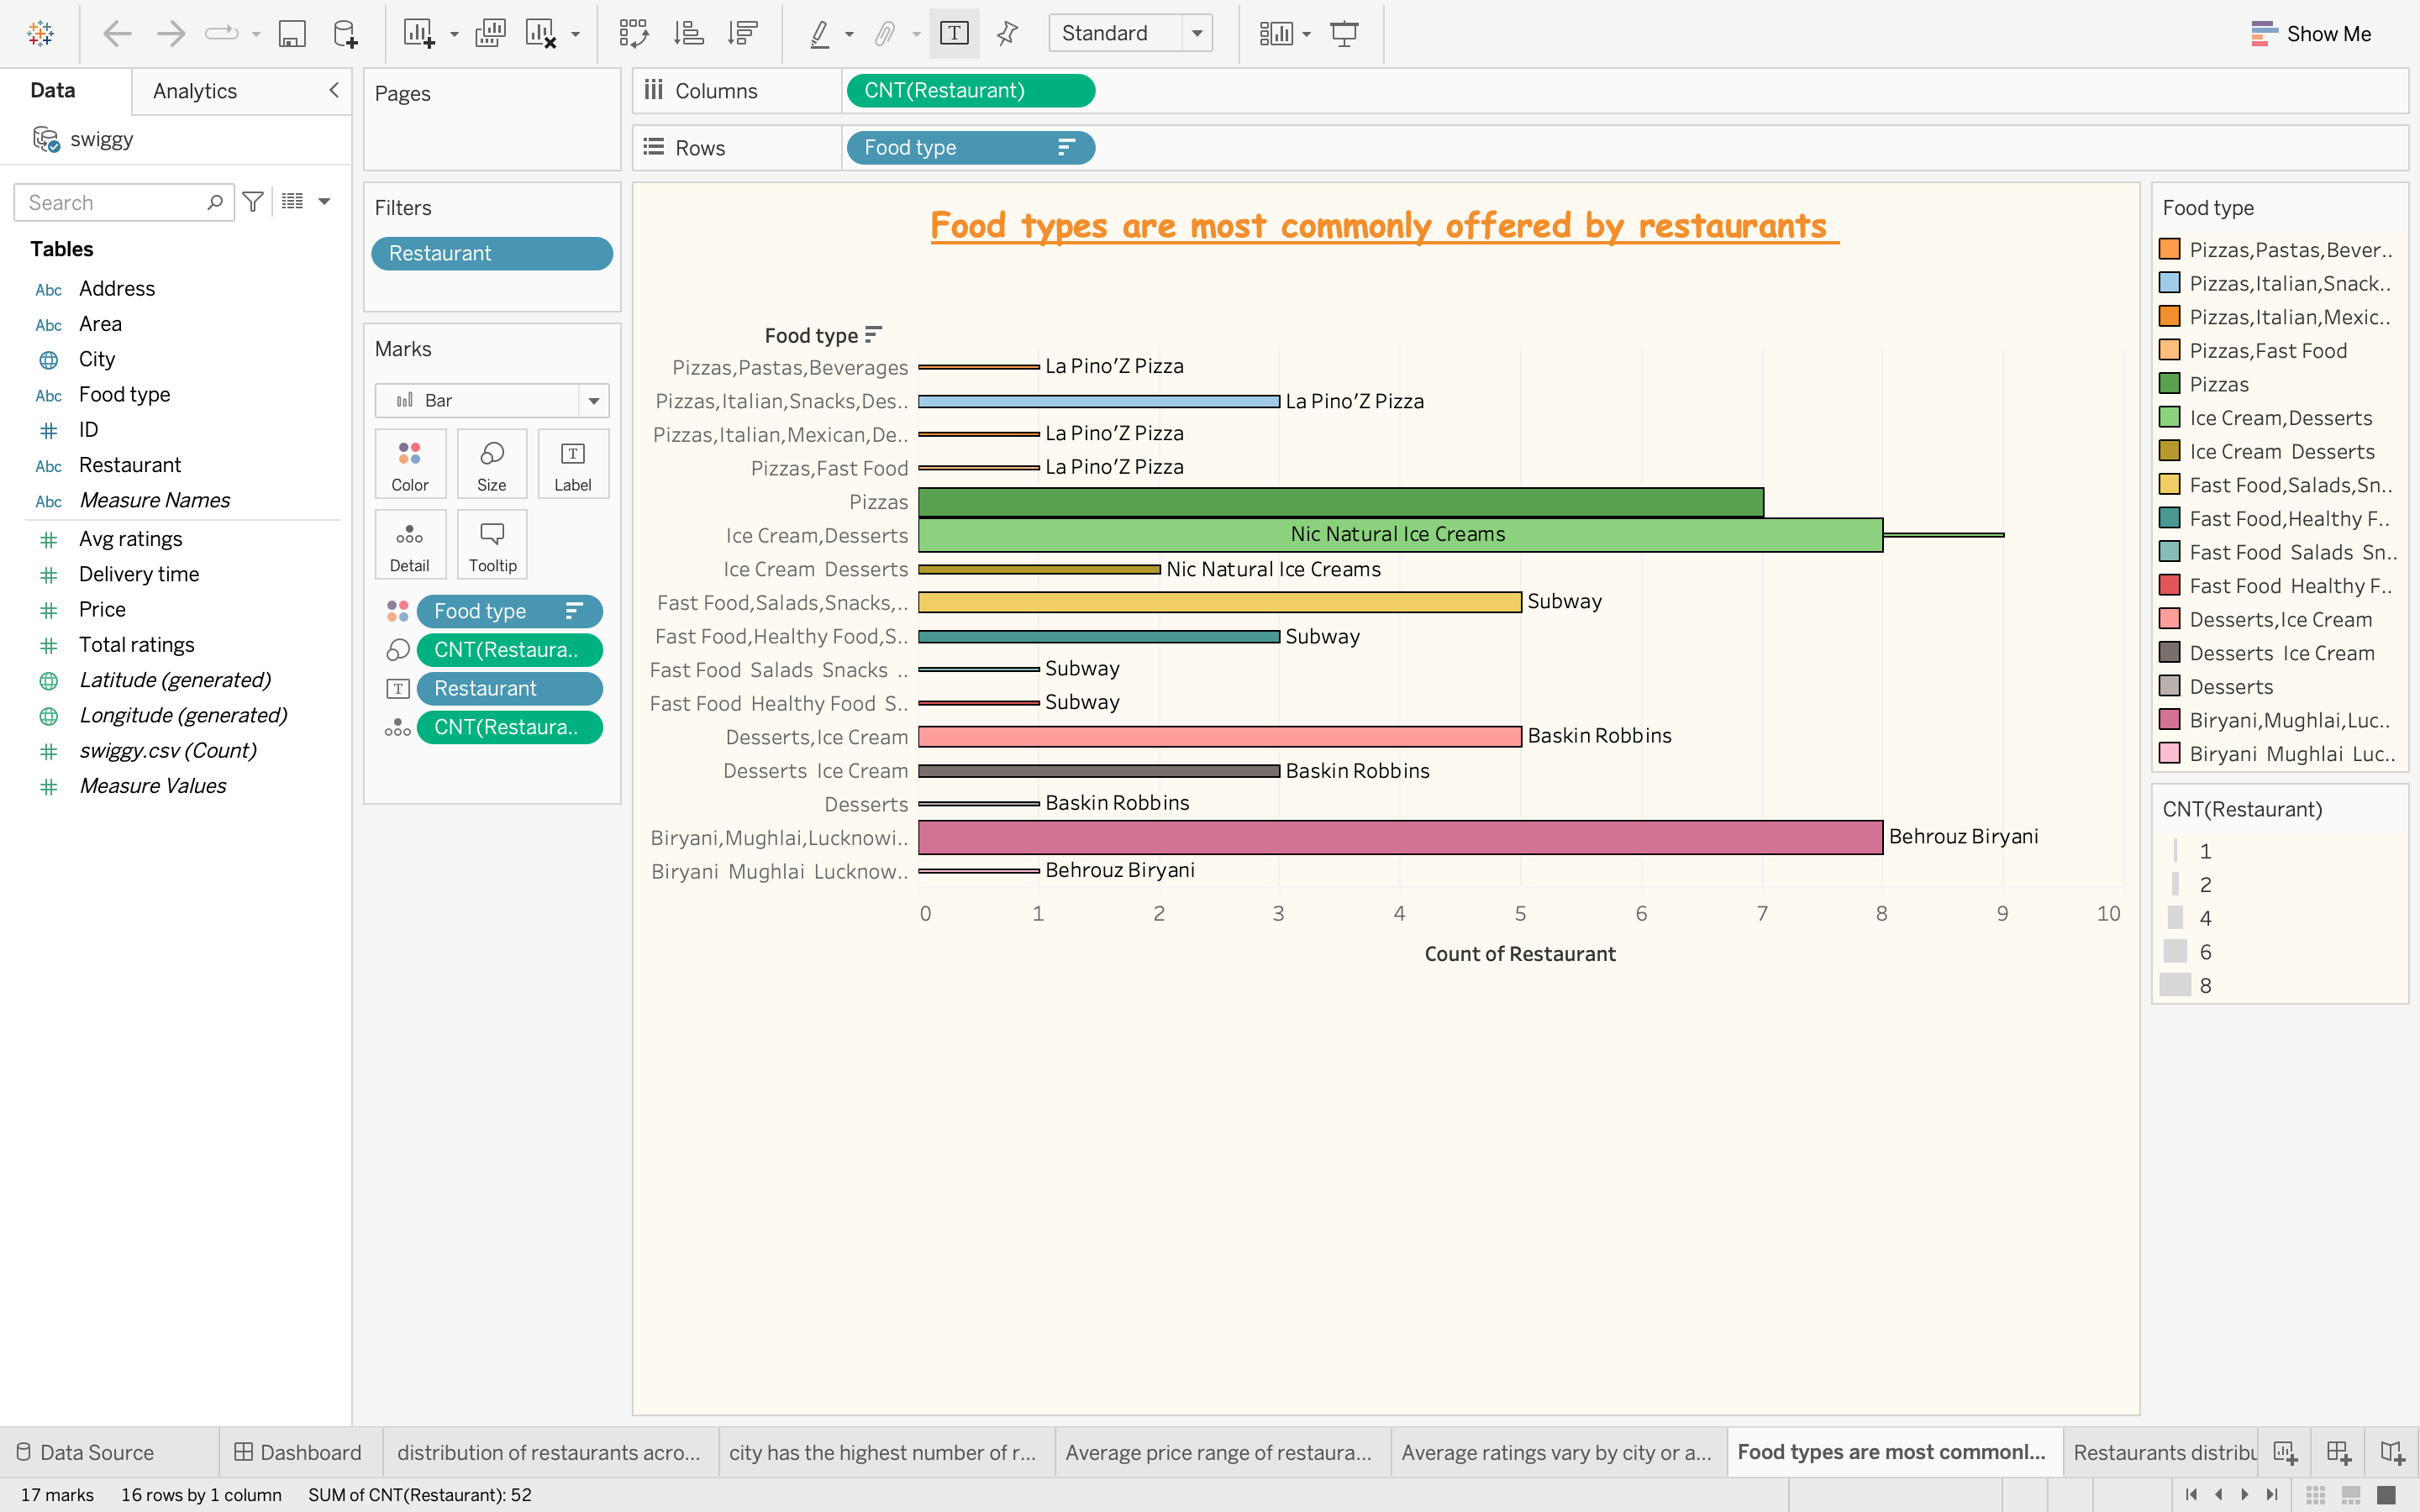 Standard
Show Me
Data
Analytics
swiggy
Search
Tables
Abc Address
Abc Area
City
Abc Food type
ID
Abc Restaurant
Abc Measure Names
Avg ratings
Delivery time
Price
Total ratings
Latitude (generated)
Longitude (generated)
swiggy.csv (Count)
Measure Values
Pages
Filters
Restaurant
Marks
Bar
Color
Size
T
Label
Detail
Tooltip
Food type
CNT(Restaura..
T
Restaurant
CNT(Restaura..
Columns
CNT(Restaurant)
Rows
Food type
Food types are most commonly offered by restaurants
Food type
Pizzas,Pastas,Beverages La Pino'Z Pizza
Pizzas,Italian,Snacks,Des.. La Pino'Z Pizza
Pizzas,Italian,Mexican,De.. La Pino'Z Pizza
Pizzas,Fast Food La Pino'Z Pizza
Pizzas
Ice Cream,Desserts Nic Natural Ice Creams
Ice Cream Desserts Nic Natural Ice Creams
Fast Food,Salads,Snacks,.. Subway
Fast Food,Healthy Food,S.. Subway
Fast Food Salads Snacks .. Subway
Fast Food Healthy Food S.. Subway
Desserts,Ice Cream Baskin Robbins
Desserts Ice Cream Baskin Robbins
Desserts Baskin Robbins
Biryani,Mughlai,Lucknowi.. Behrouz Biryani
Biryani Mughlai Lucknow.. Behrouz Biryani
0 1 2 3 4 5 6 7 8 9 10
Count of Restaurant
Food type
Pizzas,Pastas,Bever..
Pizzas,Italian,Snack..
Pizzas,Italian,Mexic..
Pizzas,Fast Food
Pizzas
Ice Cream,Desserts
Ice Cream Desserts
Fast Food,Salads,Sn..
Fast Food,Healthy F..
Fast Food Salads Sn..
Fast Food Healthy F..
Desserts,Ice Cream
Desserts Ice Cream
Desserts
Biryani,Mughlai,Luc..
Biryani Mughlai Luc..
CNT(Restaurant)
1
2
4
6
8
Data Source
Dashboard
distribution of restaurants acro...
city has the highest number of r...
Average price range of restaura...
Average ratings vary by city or a...
Food types are most commonl...
Restaurants distribu
17 marks 16 rows by 1 column SUM of CNT(Restaurant): 52